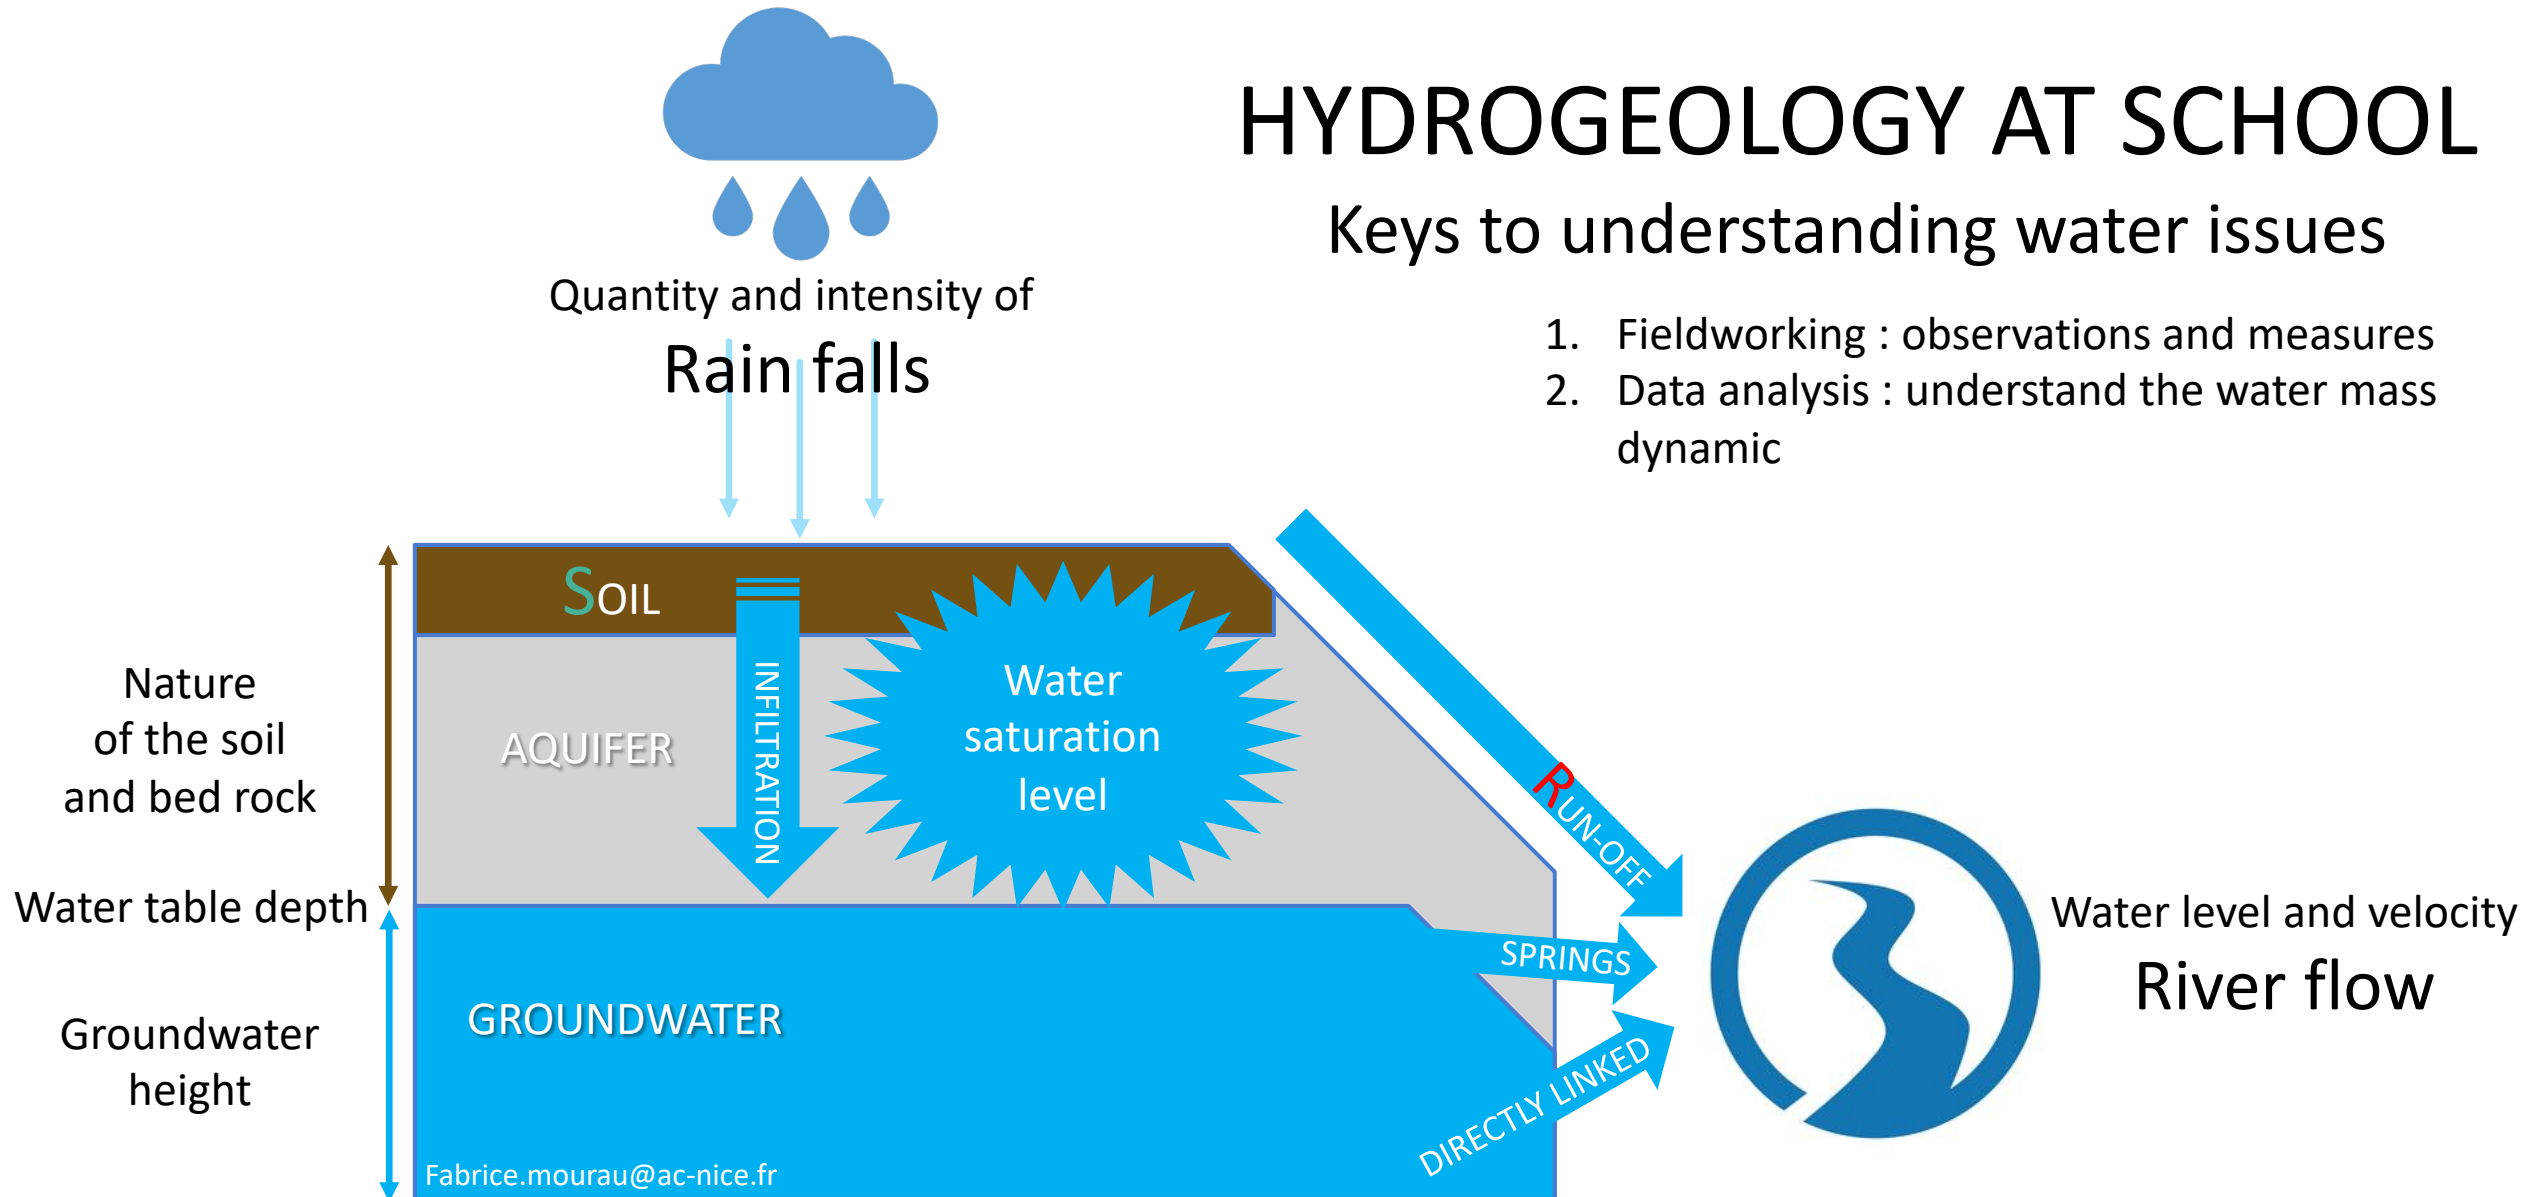 HYDROGEOLOGY AT SCHOOL
Keys to understanding water issues
1. Fieldworking : observations and measures
2. Data analysis : understand the water mass
dynamic
Quantity and intensity of
Rain falls
SOIL
INFILTRATION
AQUIFER
Water
saturation
level
RUN-OFF
Nature
of the soil
and bed rock
Water table depth
Groundwater
height
GROUNDWATER
SPRINGS
DIRECTLY LINKED
Water level and velocity
River flow
Fabrice.mourau@ac-nice.fr